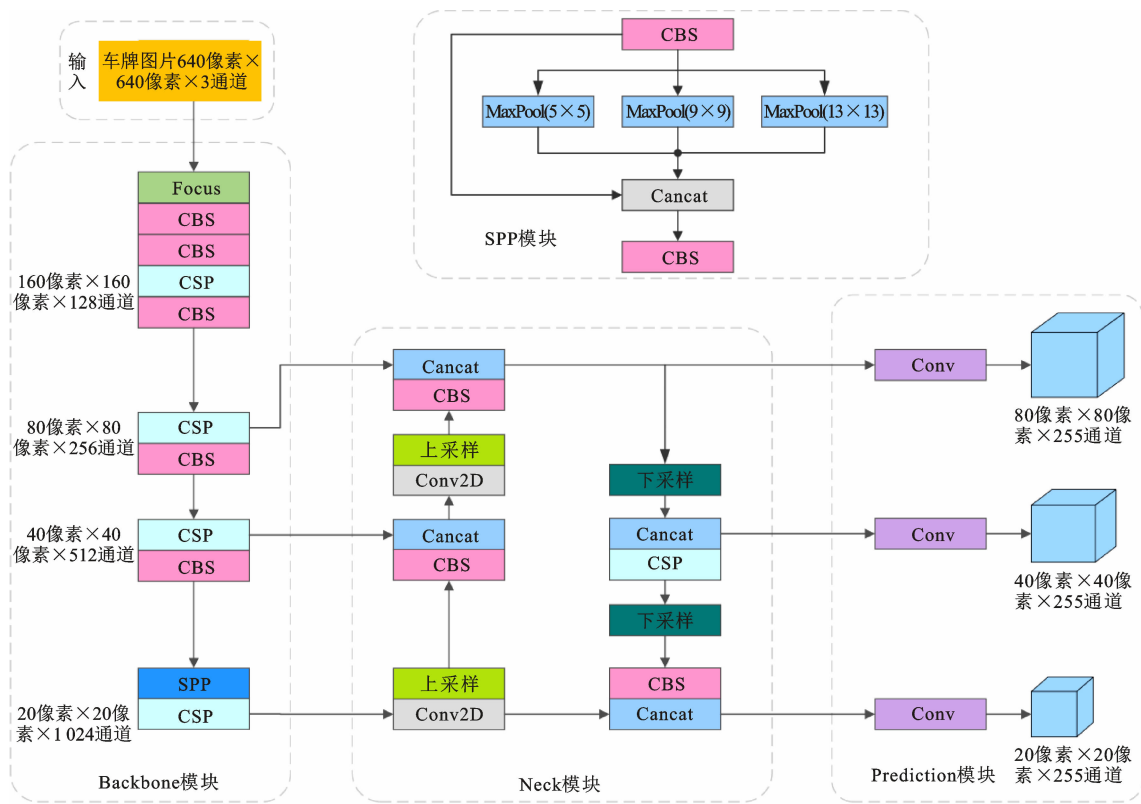 输
入
车牌图片640像素×
640像素×3通道
Focus
CBS
CBS
CSP
CBS
160像素×160
像素×128通道
CSP
CBS
80像素×80
像素×256通道
CSP
CBS
40像素×40
像素×512通道
SPP
CSP
20像素×20像
素×1 024通道
Backbone模块
CBS
MaxPool(5×5)
MaxPool(9×9)
MaxPool(13×13)
Cancat
CBS
SPP模块
Cancat
CBS
上采样
Conv2D
Cancat
CBS
上采样
Conv2D
下采样
Cancat
CSP
下采样
CBS
Cancat
Neck模块
Conv
80像素×80像
素×255通道
Conv
40像素×40像
素×255通道
Conv
20像素×20像
素×255通道
Prediction模块